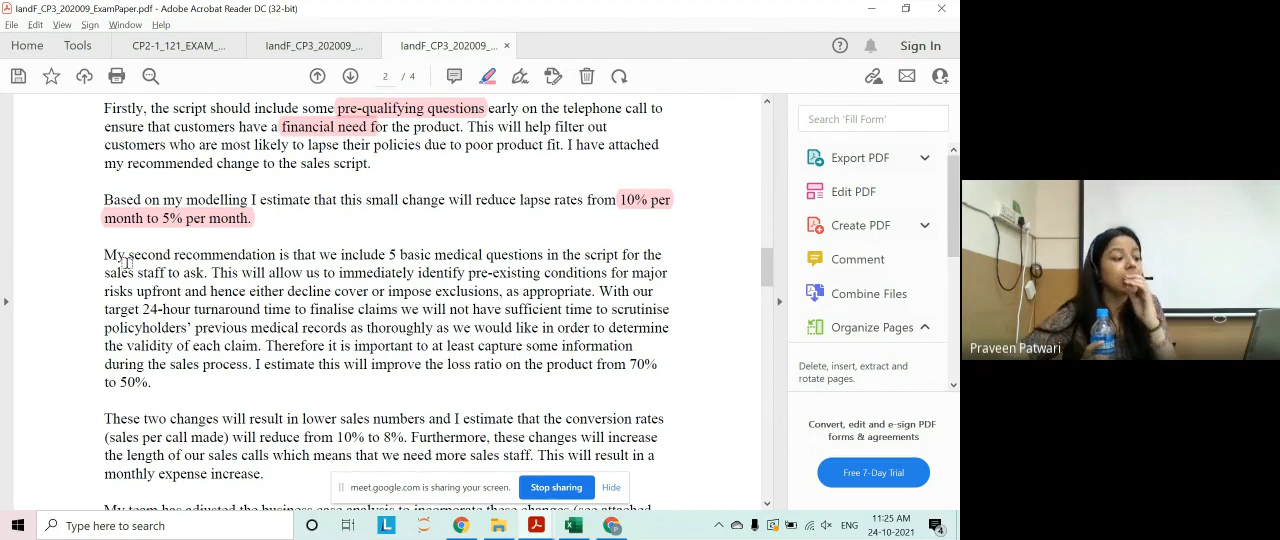 IandF_CP3_202009_ExamPaper.pdf - Adobe Acrobat Reader DC (32-bit)
File Edit View Sign Window Help
Home Tools CP2-1_121_EXAM_... IandF_CP3_202009_... IandF_CP3_202009_... × Sign In
2 / 4
Firstly, the script should include some pre-qualifying questions early on the telephone call to
ensure that customers have a financial need for the product. This will help filter out
customers who are most likely to lapse their policies due to poor product fit. I have attached
my recommended change to the sales script.
Based on my modelling I estimate that this small change will reduce lapse rates from 10% per
month to 5% per month.
My second recommendation is that we include 5 basic medical questions in the script for the
sales staff to ask. This will allow us to immediately identify pre-existing conditions for major
risks upfront and hence either decline cover or impose exclusions, as appropriate. With our
target 24-hour turnaround time to finalise claims we will not have sufficient time to scrutinise
policyholders' previous medical records as thoroughly as we would like in order to determine
the validity of each claim. Therefore it is important to at least capture some information
during the sales process. I estimate this will improve the loss ratio on the product from 70%
to 50%.
These two changes will result in lower sales numbers and I estimate that the conversion rates
(sales per call made) will reduce from 10% to 8%. Furthermore, these changes will increase
the length of our sales calls which means that we need more sales staff. This will result in a
monthly expense increase.
My team has adjusted the business case analysis to incorporate these changes (see attached
meet.google.com is sharing your screen. Stop sharing Hide
Search 'Fill Form'
Export PDF
Edit PDF
Create PDF
Comment
Combine Files
Organize Pages
Delete, insert, extract and
rotate pages.
Convert, edit and e-sign PDF
forms & agreements
Free 7-Day Trial
Praveen Patwari
Type here to search
ENG
11:25 AM
24-10-2021
4